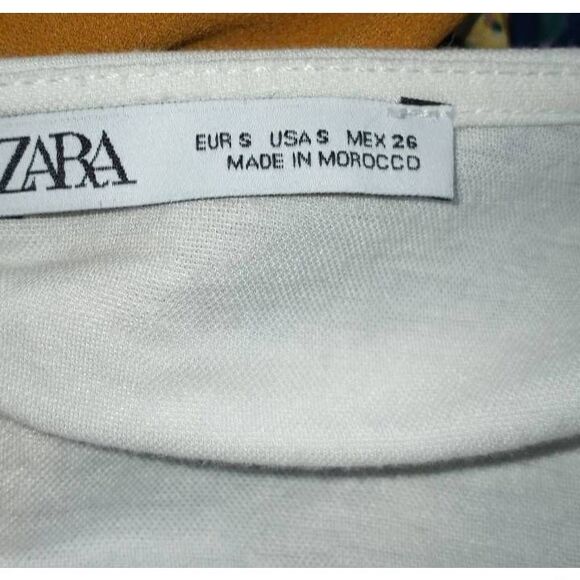 ZARA
EUR S USA S MEX 26
MADE IN MOROCCO